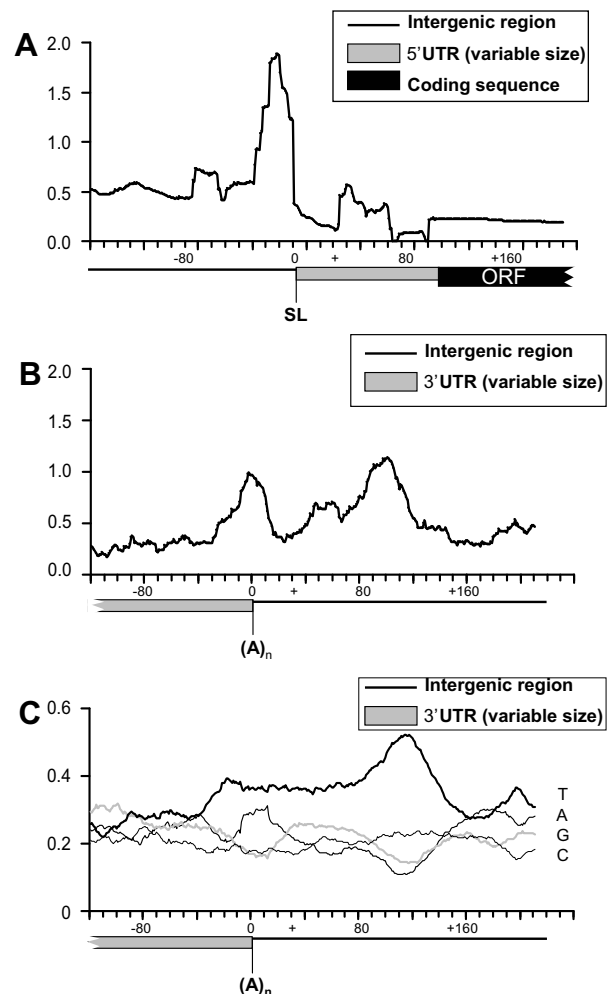 A
Intergenic region
5'UTR (variable size)
Coding sequence
2.0
1.5
1.0
0.5
0.0
-80 0 + 80 +160
ORF
SL
B
Intergenic region
3'UTR (variable size)
2.0
1.5
1.0
0.5
0.0
-80 0 + 80 +160
(A)n
C
Intergenic region
3'UTR (variable size)
0.6
0.4
0.2
0
T
A
G
C
-80 0 + 80 +160
(A)n